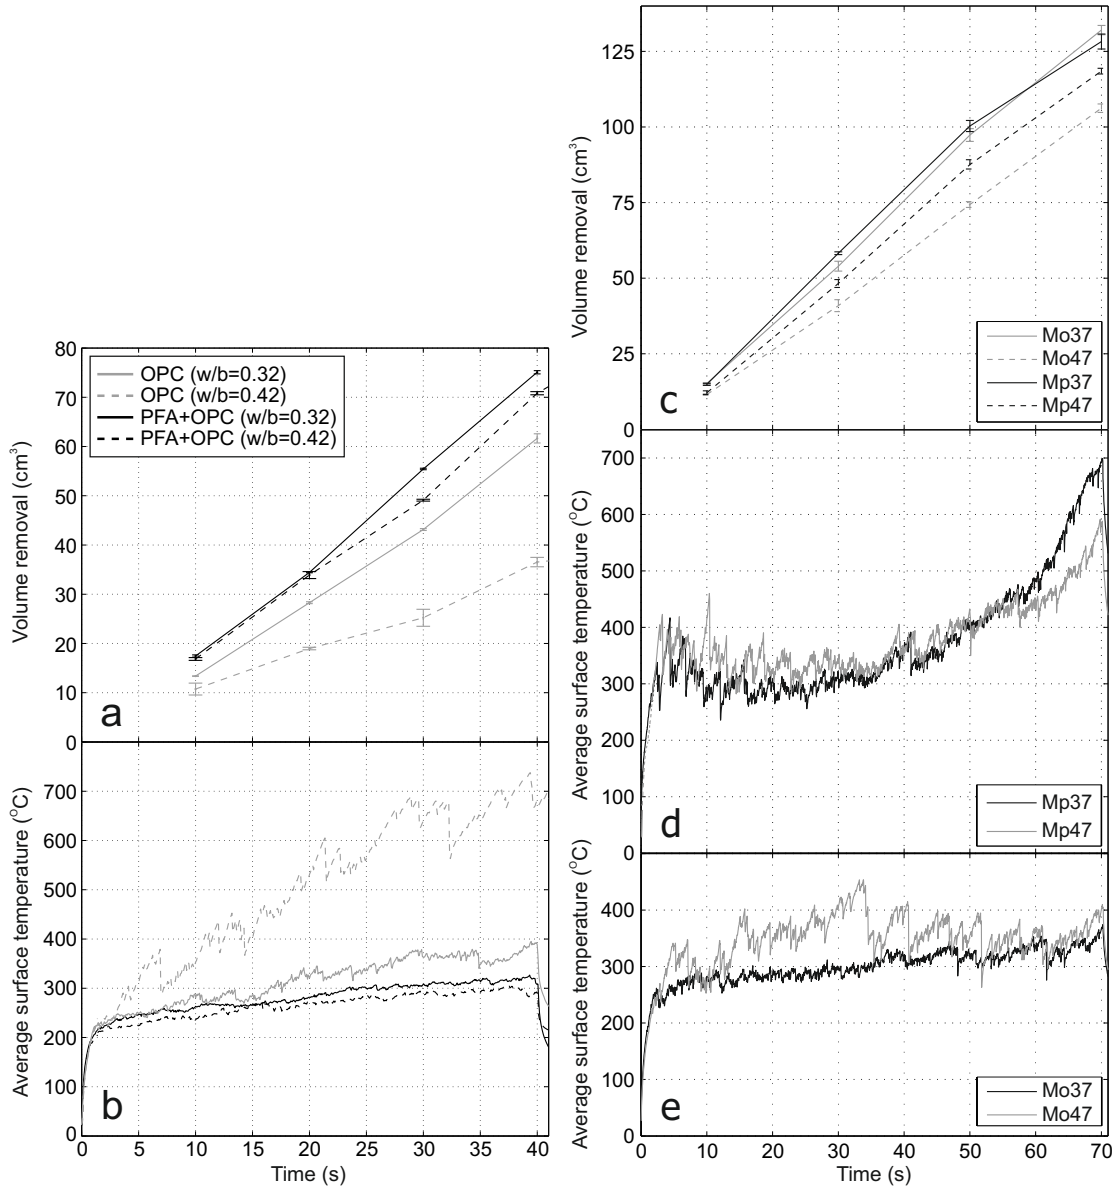 80
70
60
50
40
30
20
10
0
Volume removal (cm³)
OPC (w/b=0.32)
OPC (w/b=0.42)
PFA+OPC (w/b=0.32)
PFA+OPC (w/b=0.42)
a
700
600
500
400
300
200
100
0
Average surface temperature (°C)
b
0 5 10 15 20 25 30 35 40
Time (s)
125
100
75
50
25
0
Volume removal (cm³)
Mo37
Mo47
Mp37
Mp47
c
700
600
500
400
300
200
100
0
Average surface temperature (°C)
Mp37
Mp47
d
400
300
200
100
0
Average surface temperature (°C)
Mo37
Mo47
e
0 10 20 30 40 50 60 70
Time (s)